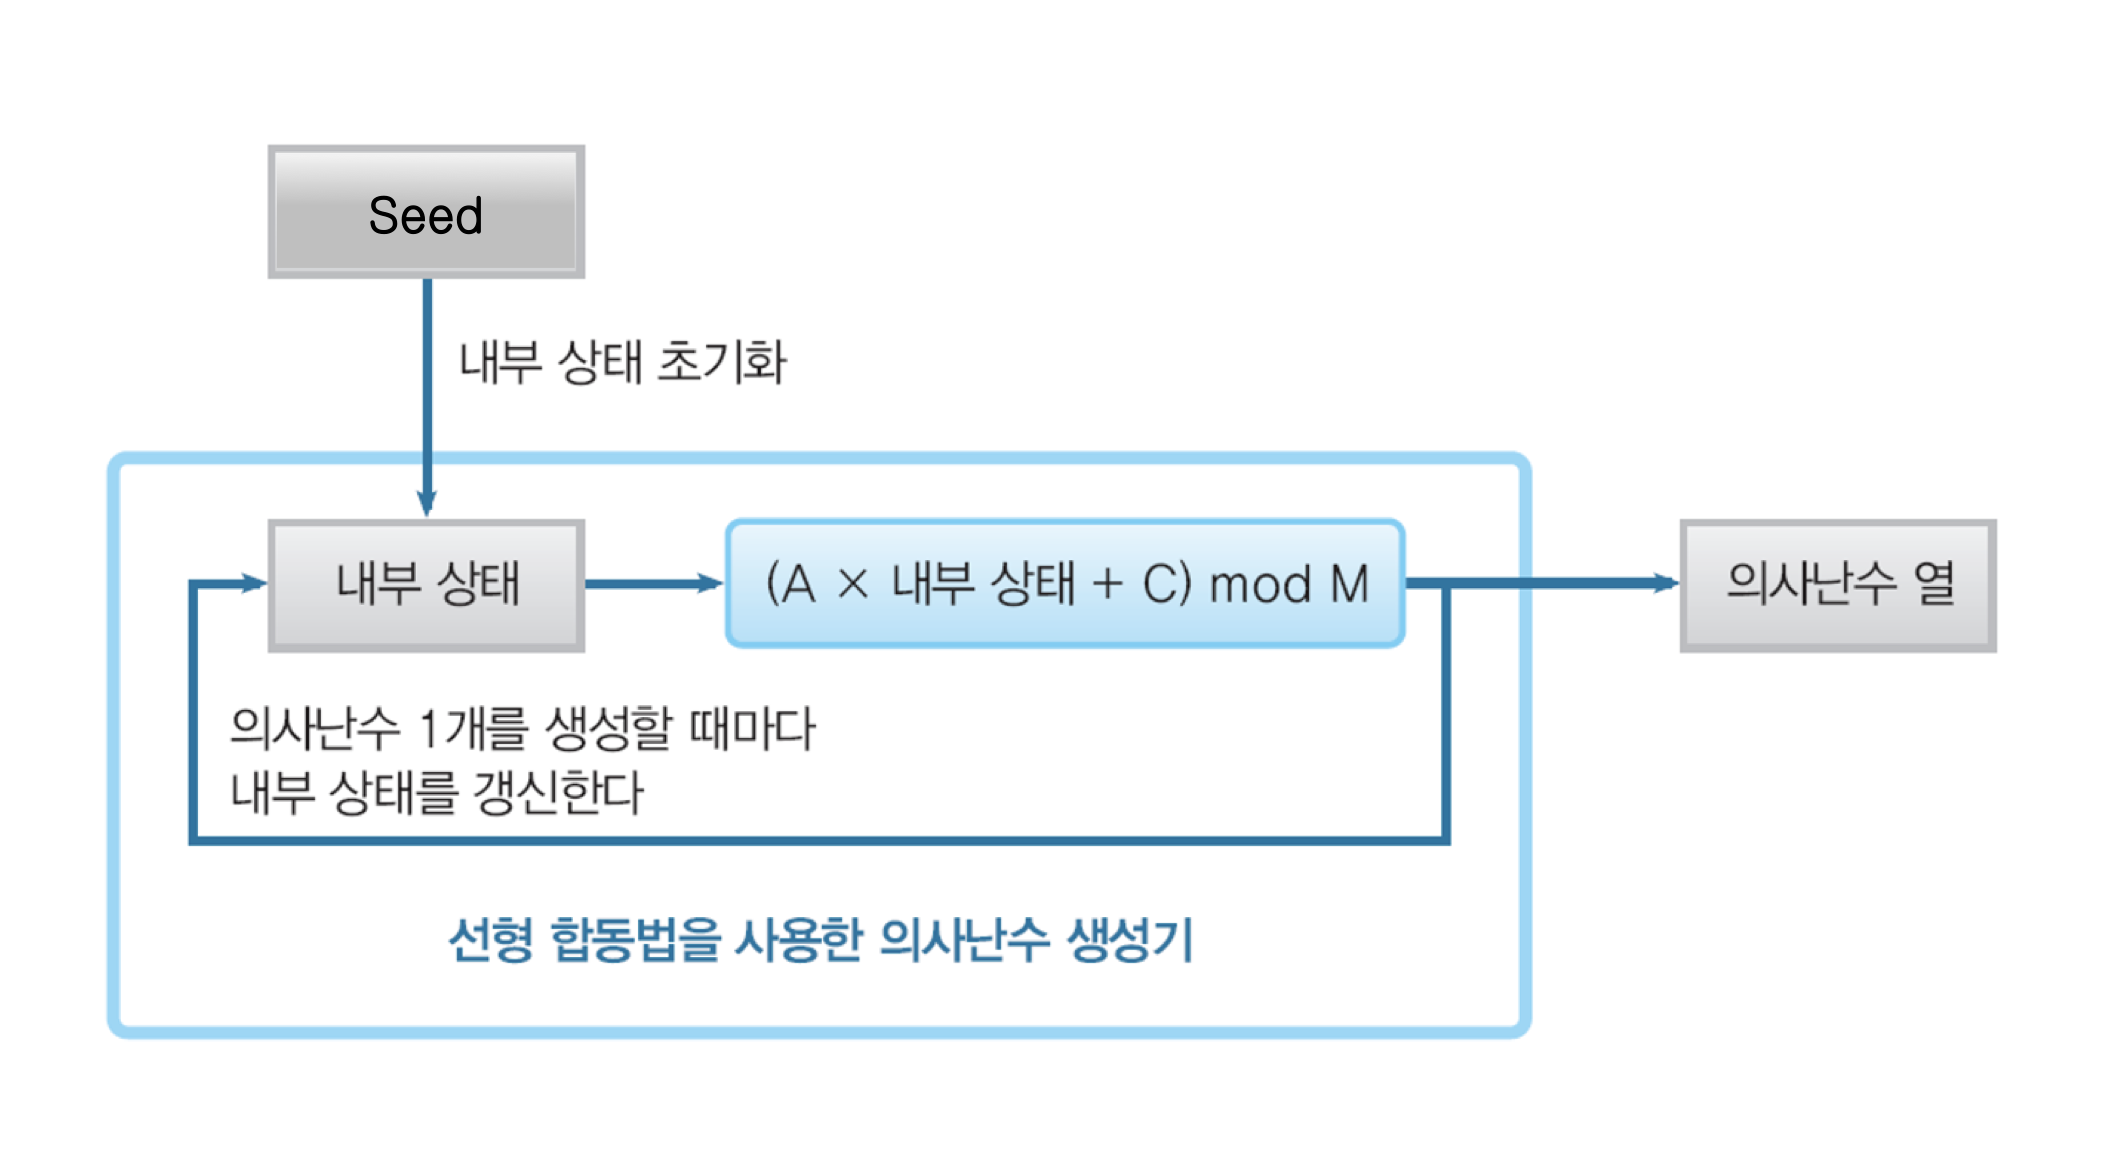 Seed
내부 상태 초기화
내부 상태
(A × 내부 상태 + C) mod M
의사난수 열
의사난수 1개를 생성할 때마다
내부 상태를 갱신한다
선형 합동법을 사용한 의사난수 생성기